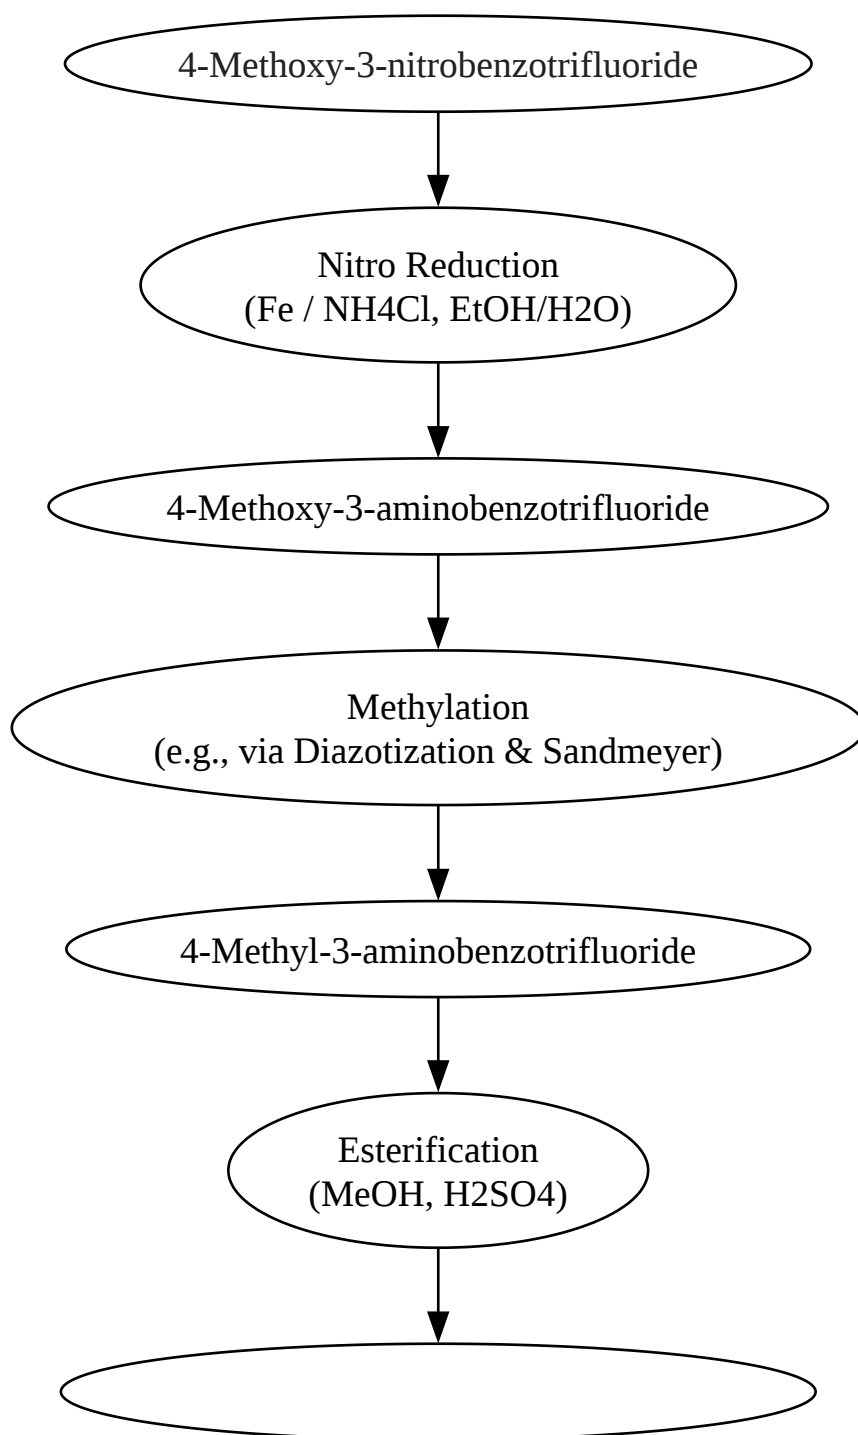 4-Methoxy-3-nitrobenzotrifluoride
Nitro Reduction
(Fe / NH4Cl, EtOH/H2O)
4-Methoxy-3-aminobenzotrifluoride
Methylation
(e.g., via Diazotization & Sandmeyer)
4-Methyl-3-aminobenzotrifluoride
Esterification
(MeOH, H2SO4)